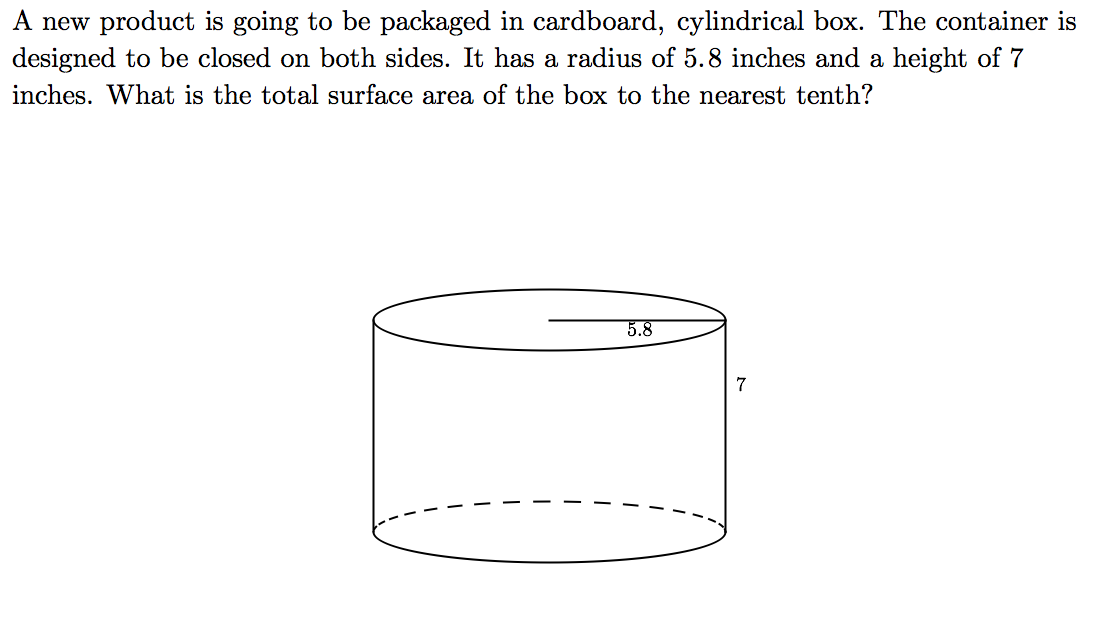 A new product is going to be packaged in cardboard, cylindrical box. The container is
designed to be closed on both sides. It has a radius of 5.8 inches and a height of 7
inches. What is the total surface area of the box to the nearest tenth?
5.8
7